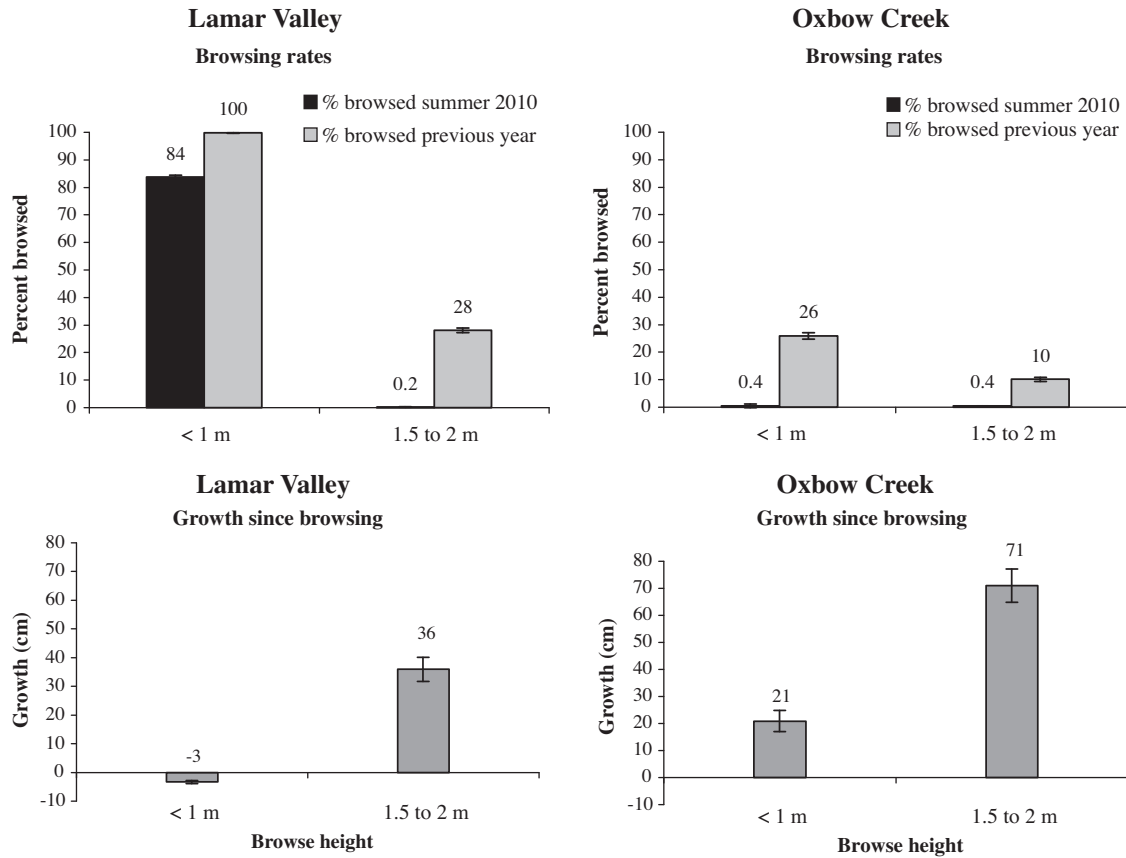 Lamar Valley
Browsing rates
% browsed summer 2010
% browsed previous year
Percent browsed
100
90
80
70
60
50
40
30
20
10
0
84
100
0.2
28
< 1 m
1.5 to 2 m
Oxbow Creek
Browsing rates
% browsed summer 2010
% browsed previous year
Percent browsed
100
90
80
70
60
50
40
30
20
10
0
0.4
26
0.4
10
< 1 m
1.5 to 2 m
Lamar Valley
Growth since browsing
Growth (cm)
80
70
60
50
40
30
20
10
0
-10
-3
36
< 1 m
1.5 to 2 m
Browse height
Oxbow Creek
Growth since browsing
Growth (cm)
80
70
60
50
40
30
20
10
0
-10
21
71
< 1 m
1.5 to 2 m
Browse height